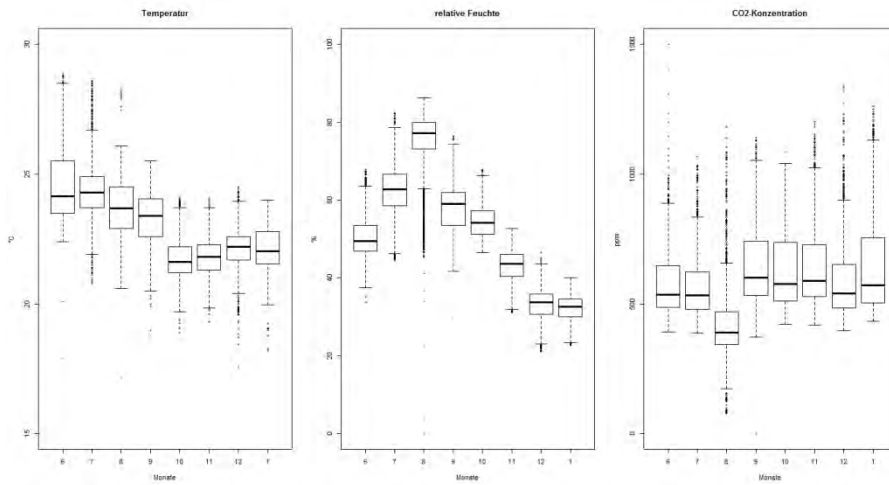 Temperatur
30
25
20
15
°C
6 7 8 9 10 11 12 1
Monate
relative Feuchte
100
80
60
40
20
0
%
6 7 8 9 10 11 12 1
Monate
CO2-Konzentration
1500
1000
500
0
ppm
6 7 8 9 10 11 12 1
Monate